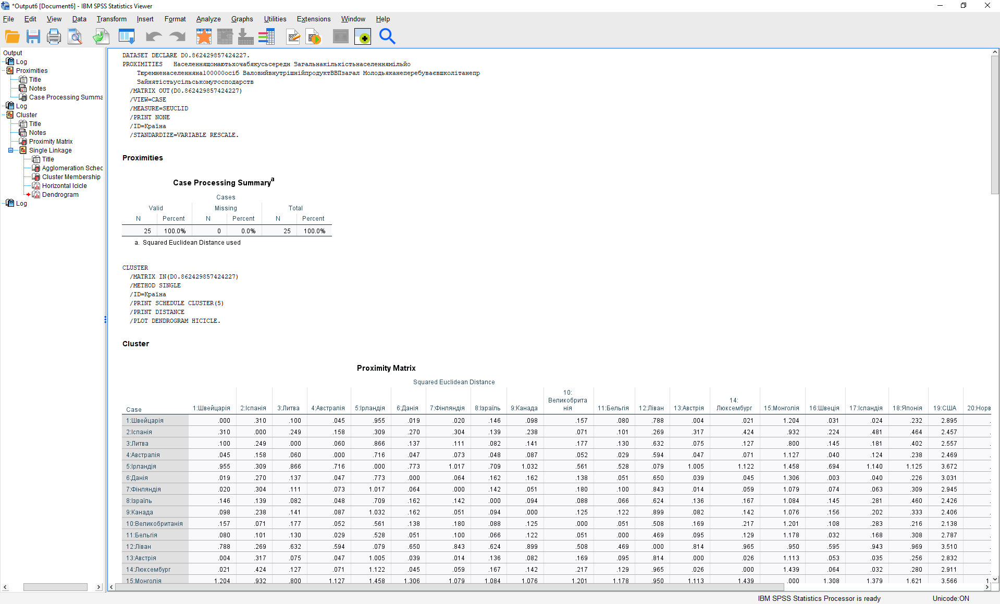 *Output6 [Document6] - IBM SPSS Statistics Viewer
File Edit View Data Transform Insert Format Analyze Graphs Utilities Extensions Window Help
Output
Log
Proximities
Title
Notes
Case Processing Summa
Log
Cluster
Title
Notes
Proximity Matrix
Single Linkage
Title
Agglomeration Sched
Cluster Membership
Horizontal Icicle
Dendrogram
Log
DATASET DECLARE D0.862429857424227.
PROXIMITIES Населеннящомаютьхочабякусьсередн Загальнакількістьнаселеннямільйо
Тюремненаселенняна100000осіб ВаловийвнутрішнійпродуктВВПзагал Молодьяканеперебуваєвшколітанепр
Зайнятістьусільськомугосподарств
/MATRIX OUT(D0.862429857424227)
/VIEW=CASE
/MEASURE=SEUCLID
/PRINT NONE
/ID=Країна
/STANDARDIZE=VARIABLE RESCALE.
Proximities
Case Processing Summary a
Cases
Valid Missing Total
N Percent N Percent N Percent
25 100.0% 0 0.0% 25 100.0%
a. Squared Euclidean Distance used
CLUSTER
/MATRIX IN(D0.862429857424227)
/METHOD SINGLE
/ID=Країна
/PRINT SCHEDULE CLUSTER(5)
/PRINT DISTANCE
/PLOT DENDROGRAM HICICLE.
Cluster
Proximity Matrix
Squared Euclidean Distance
Case 1:Швейцарія 2:Іспанія 3:Литва 4:Австралія 5:Ірландія 6:Данія 7:Фінляндія 8:Ізраїль 9:Канада 10: Великобрита нія 11:Бельгія 12:Ліван 13:Австрія 14: Люксембург 15:Монголія 16:Швеція 17:Ісландія 18:Японія 19:США 20:Норв
1:Швейцарія .000 .310 .100 .045 .955 .019 .020 .146 .098 .157 .080 .788 .004 .021 1.204 .031 .024 .232 2.895 .
2:Іспанія .310 .000 .249 .158 .309 .270 .304 .139 .238 .071 .101 .269 .317 .424 .932 .224 .481 .464 2.457 .
3:Литва .100 .249 .000 .060 .866 .137 .111 .082 .141 .177 .130 .632 .075 .127 .800 .145 .181 .402 2.557 .
4:Австралія .045 .158 .060 .000 .716 .047 .073 .048 .087 .052 .029 .594 .047 .071 1.127 .040 .124 .238 2.469 .
5:Ірландія .955 .309 .866 .716 .000 .773 1.017 .709 1.032 .561 .528 .079 1.005 1.122 1.458 .694 1.140 1.125 3.672 .
6:Данія .019 .270 .137 .047 .773 .000 .064 .162 .162 .138 .051 .650 .039 .045 1.306 .003 .040 .226 3.031 .
7:Фінляндія .020 .304 .111 .073 1.017 .064 .000 .142 .051 .180 .100 .843 .014 .059 1.079 .074 .063 .309 2.945 .
8:Ізраїль .146 .139 .082 .048 .709 .162 .142 .000 .094 .088 .066 .624 .136 .167 1.084 .145 .281 .460 2.426 .
9:Канада .098 .238 .141 .087 1.032 .162 .051 .094 .000 .125 .122 .899 .082 .142 1.076 .156 .202 .333 2.406 .
10:Великобританія .157 .071 .177 .052 .561 .138 .180 .088 .125 .000 .051 .508 .169 .217 1.201 .108 .283 .216 2.138 .
11:Бельгія .080 .101 .130 .029 .528 .051 .100 .066 .122 .051 .000 .469 .095 .129 1.178 .032 .168 .308 2.787 .
12:Ліван .788 .269 .632 .594 .079 .650 .843 .624 .899 .508 .469 .000 .814 .965 .950 .595 .943 .969 3.510 .
13:Австрія .004 .317 .075 .047 1.005 .039 .014 .136 .082 .169 .095 .814 .000 .026 1.113 .053 .035 .256 2.832 .
14:Люксембург .021 .424 .127 .071 1.122 .045 .059 .167 .142 .217 .129 .965 .026 .000 1.439 .064 .032 .280 2.911 .
15:Монголія 1.204 .932 .800 1.127 1.458 1.306 1.079 1.084 1.076 1.201 1.178 .950 1.113 1.439 .000 1.308 1.379 1.621 3.566 1.
IBM SPSS Statistics Processor is ready Unicode:ON